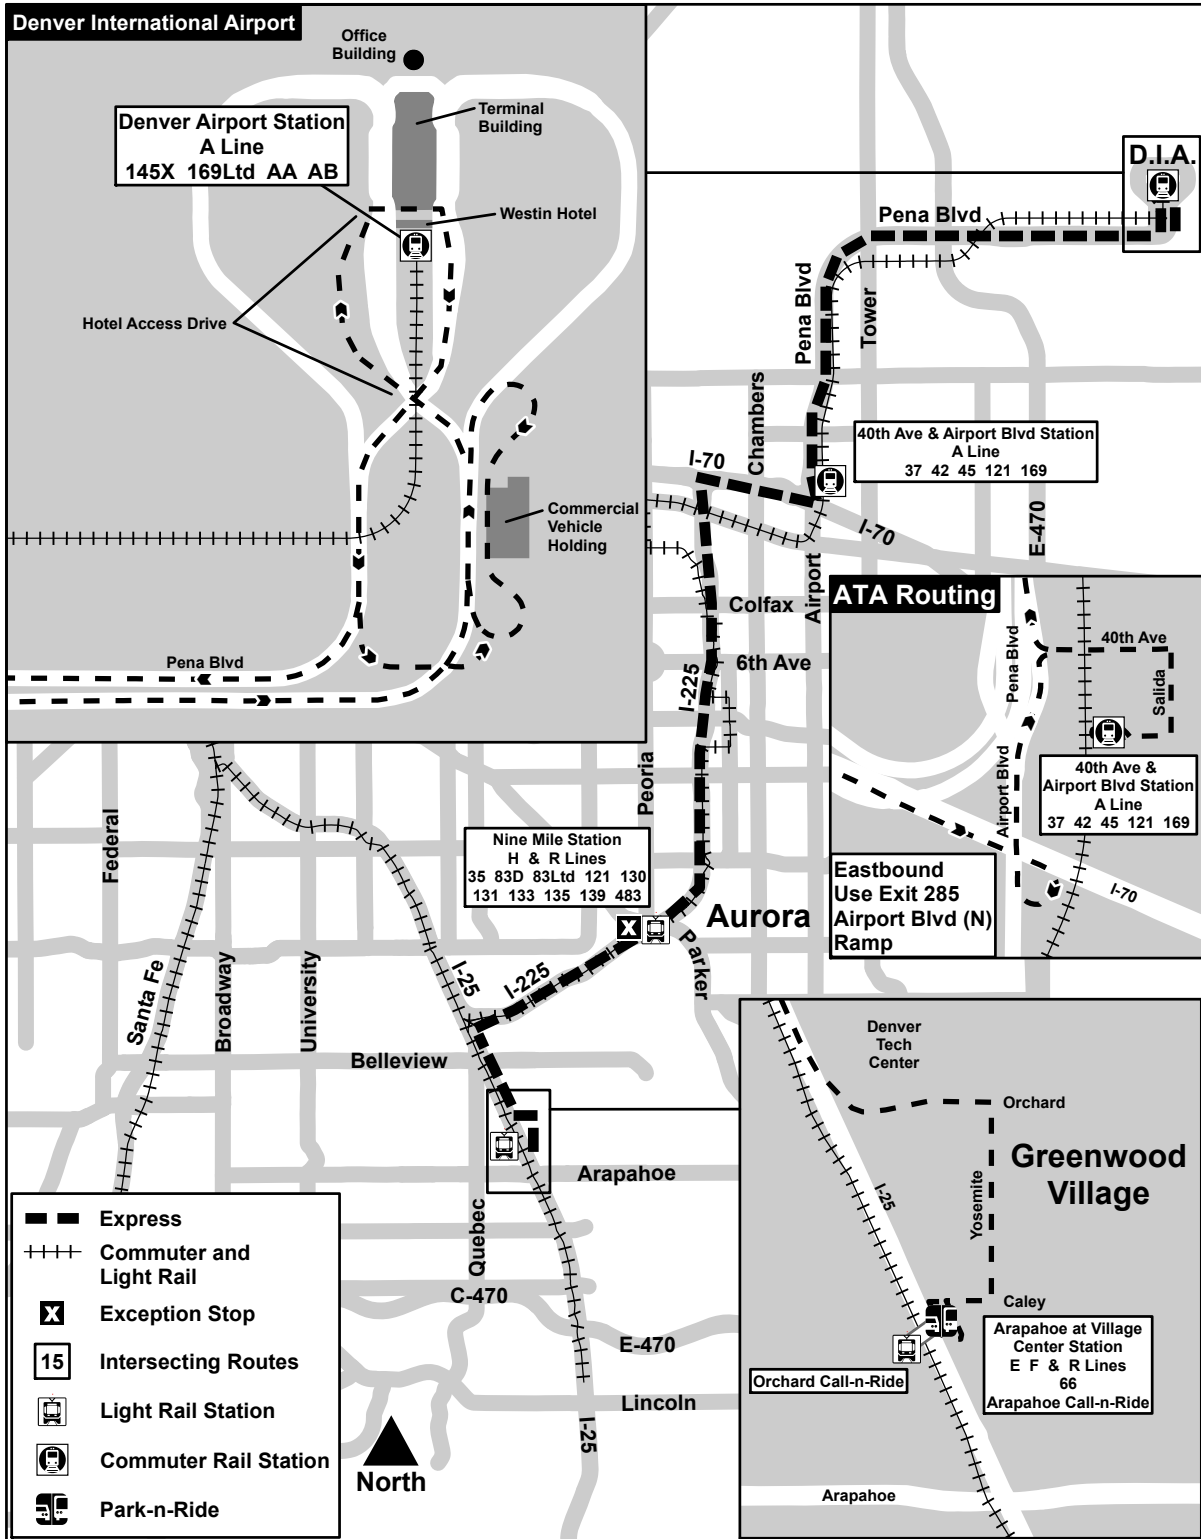 Denver International Airport
Office
Building
Terminal
Building
Denver Airport Station
A Line
145X 169Ltd AA AB
Westin Hotel
Hotel Access Drive
Commercial
Vehicle
Holding
Pena Blvd
D.I.A.
Pena Blvd
Pena Blvd
Tower
Chambers
40th Ave & Airport Blvd Station
A Line
37 42 45 121 169
I-70
I-70
E-470
Airport
Colfax
6th Ave
I-225
Peoria
ATA Routing
40th Ave
Pena Blvd
Salida
Airport Blvd
40th Ave &
Airport Blvd Station
A Line
37 42 45 121 169
I-70
Eastbound
Use Exit 285
Airport Blvd (N)
Ramp
Federal
Nine Mile Station
H & R Lines
35 83D 83Ltd 121 130
131 133 135 139 483
X
Aurora
Parker
I-25
I-225
Santa Fe
Broadway
University
Belleview
Arapahoe
Quebec
C-470
E-470
Lincoln
I-25
North
Express
Commuter and
Light Rail
X
Exception Stop
15
Intersecting Routes
Light Rail Station
Commuter Rail Station
Park-n-Ride
Denver
Tech
Center
Orchard
Greenwood
Village
I-25
Yosemite
Caley
Orchard Call-n-Ride
Arapahoe at Village
Center Station
E F & R Lines
66
Arapahoe Call-n-Ride
Arapahoe